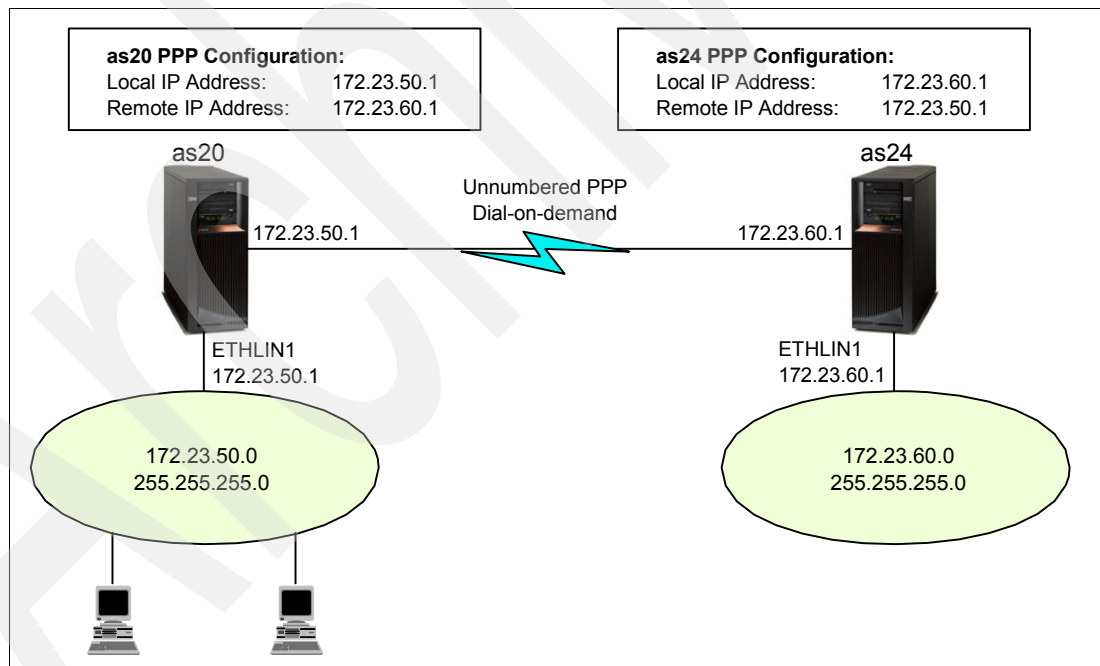 as20 PPP Configuration:
Local IP Address: 172.23.50.1
Remote IP Address: 172.23.60.1
as24 PPP Configuration:
Local IP Address: 172.23.60.1
Remote IP Address: 172.23.50.1
as20
as24
Unnumbered PPP
Dial-on-demand
172.23.50.1
172.23.60.1
ETHLIN1
172.23.50.1
ETHLIN1
172.23.60.1
172.23.50.0
255.255.255.0
172.23.60.0
255.255.255.0